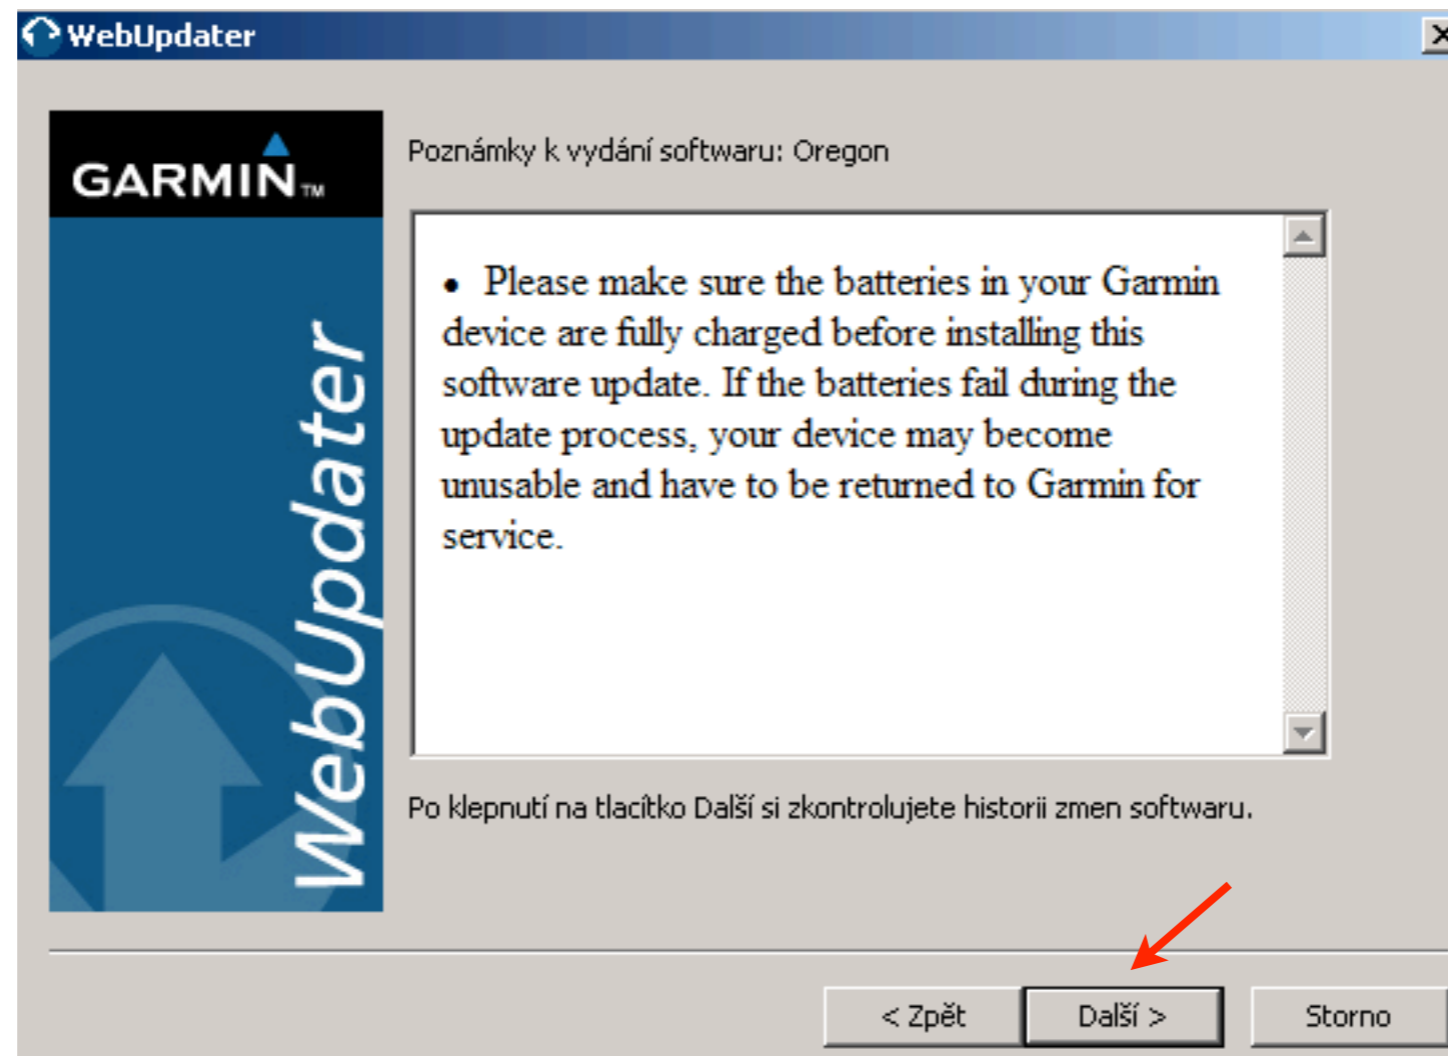 WebUpdater
GARMIN™
WebUpdater
Poznámky k vydání softwaru: Oregon
• Please make sure the batteries in your Garmin
device are fully charged before installing this
software update. If the batteries fail during the
update process, your device may become
unusable and have to be returned to Garmin for
service.
Po klepnutí na tlacítko Další si zkontrolujete historii zmen softwaru.
< Zpět
Další >
Storno